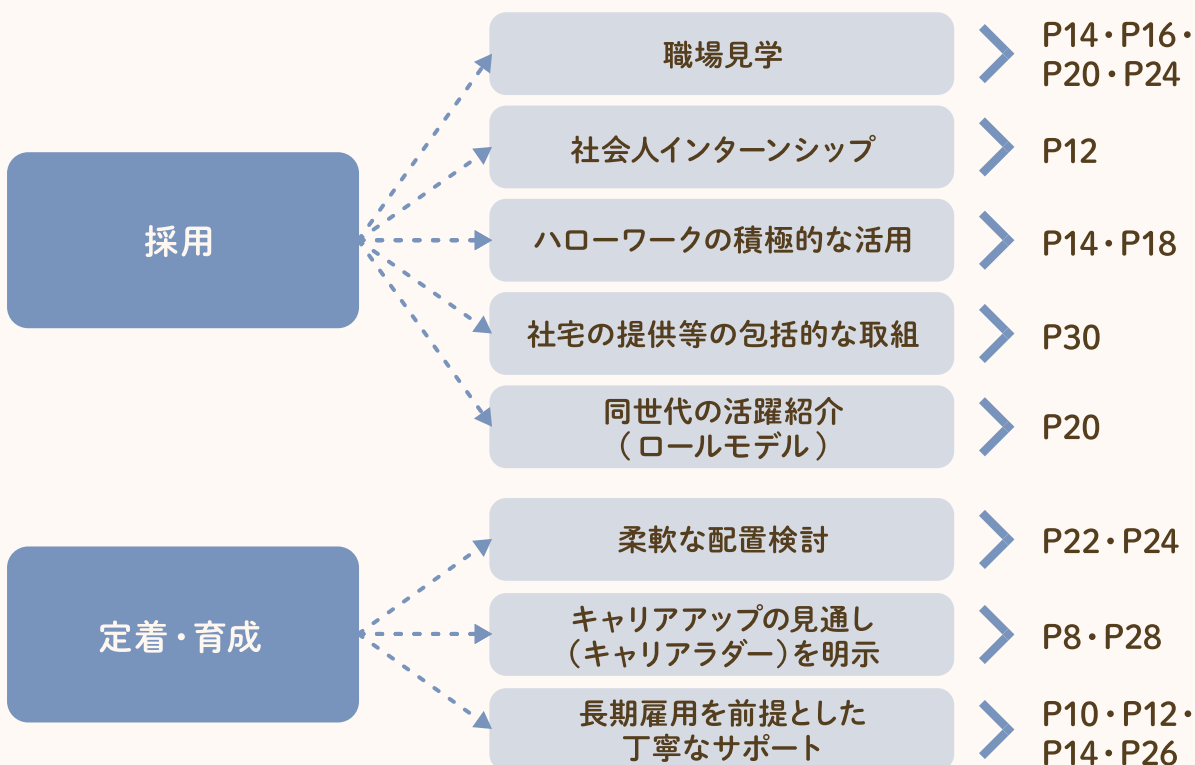 採用
職場見学
P14・P16・
P20・P24
社会人インターンシップ
P12
ハローワークの積極的な活用
P14・P18
社宅の提供等の包括的な取組
P30
同世代の活躍紹介
(ロールモデル)
P20
定着・育成
柔軟な配置検討
P22・P24
キャリアアップの見通し
(キャリアラダー)を明示
P8・P28
長期雇用を前提とした
丁寧なサポート
P10・P12・
P14・P26